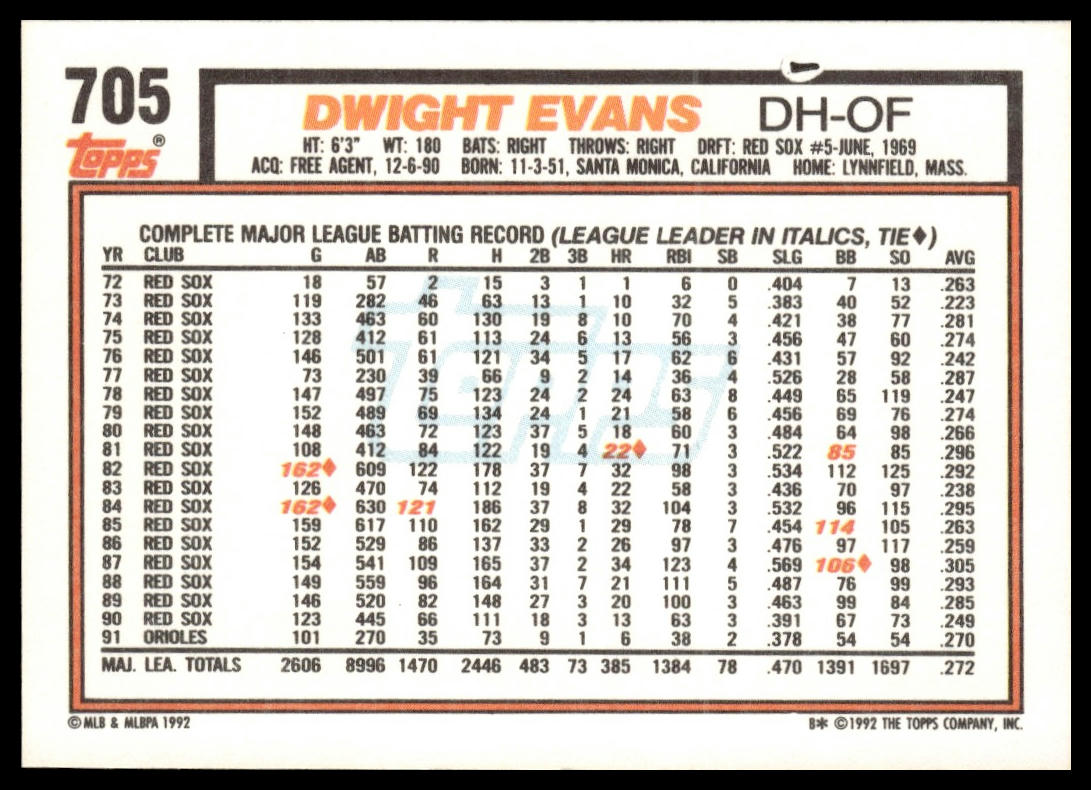 705
DWIGHT EVANS DH-OF
topps®
HT: 6'3" WT: 180 BATS: RIGHT THROWS: RIGHT DRFT: RED SOX #5-JUNE, 1969
ACQ: FREE AGENT, 12-6-90 BORN: 11-3-51, SANTA MONICA, CALIFORNIA HOME: LYNNFIELD, MASS.
topps
COMPLETE MAJOR LEAGUE BATTING RECORD (LEAGUE LEADER IN ITALICS, TIE♦)
YR CLUB G AB R H 2B 3B HR RBI SB SLG BB SO AVG
72 RED SOX 18 57 2 15 3 1 1 6 0 .404 7 13 .263
73 RED SOX 119 282 46 63 13 1 10 32 5 .383 40 52 .223
74 RED SOX 133 463 60 130 19 8 10 70 4 .421 38 77 .281
75 RED SOX 128 412 61 113 24 6 13 56 3 .456 47 60 .274
76 RED SOX 146 501 61 121 34 5 17 62 6 .431 57 92 .242
77 RED SOX 73 230 39 66 9 2 14 36 4 .526 28 58 .287
78 RED SOX 147 497 75 123 24 2 24 63 8 .449 65 119 .247
79 RED SOX 152 489 69 134 24 1 21 58 6 .456 69 76 .274
80 RED SOX 148 463 72 123 37 5 18 60 3 .484 64 98 .266
81 RED SOX 108 412 84 122 19 4 22♦ 71 3 .522 85 85 .296
82 RED SOX 162♦ 609 122 178 37 7 32 98 3 .534 112 125 .292
83 RED SOX 126 470 74 112 19 4 22 58 3 .436 70 97 .238
84 RED SOX 162♦ 630 121 186 37 8 32 104 3 .532 96 115 .295
85 RED SOX 159 617 110 162 29 1 29 78 7 .454 114 105 .263
86 RED SOX 152 529 86 137 33 2 26 97 3 .476 97 117 .259
87 RED SOX 154 541 109 165 37 2 34 123 4 .569 106♦ 98 .305
88 RED SOX 149 559 96 164 31 7 21 111 5 .487 76 99 .293
89 RED SOX 146 520 82 148 27 3 20 100 3 .463 99 84 .285
90 RED SOX 123 445 66 111 18 3 13 63 3 .391 67 73 .249
91 ORIOLES 101 270 35 73 9 1 6 38 2 .378 54 54 .270
MAJ. LEA. TOTALS 2606 8996 1470 2446 483 73 385 1384 78 .470 1391 1697 .272
© MLB & MLBPA 1992 B* ©1992 THE TOPPS COMPANY, INC.